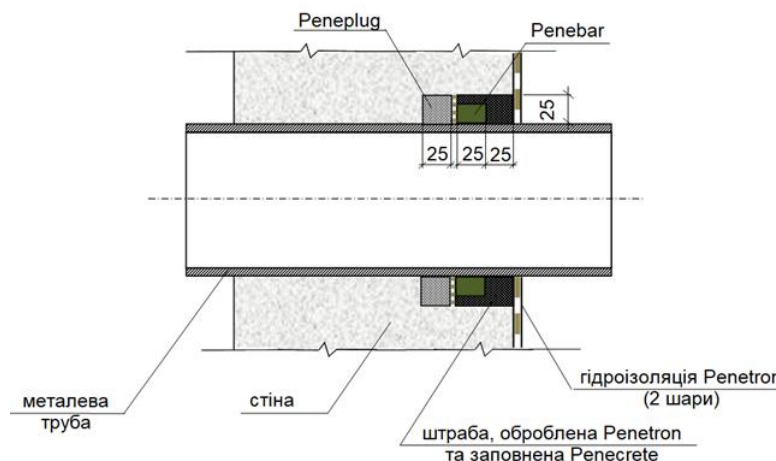 Peneplug
Penebar
25
25
25
25
металева
труба
стіна
гідроізоляція Penetron
(2 шари)
штраба, оброблена Penetron
та заповнена Penecrete